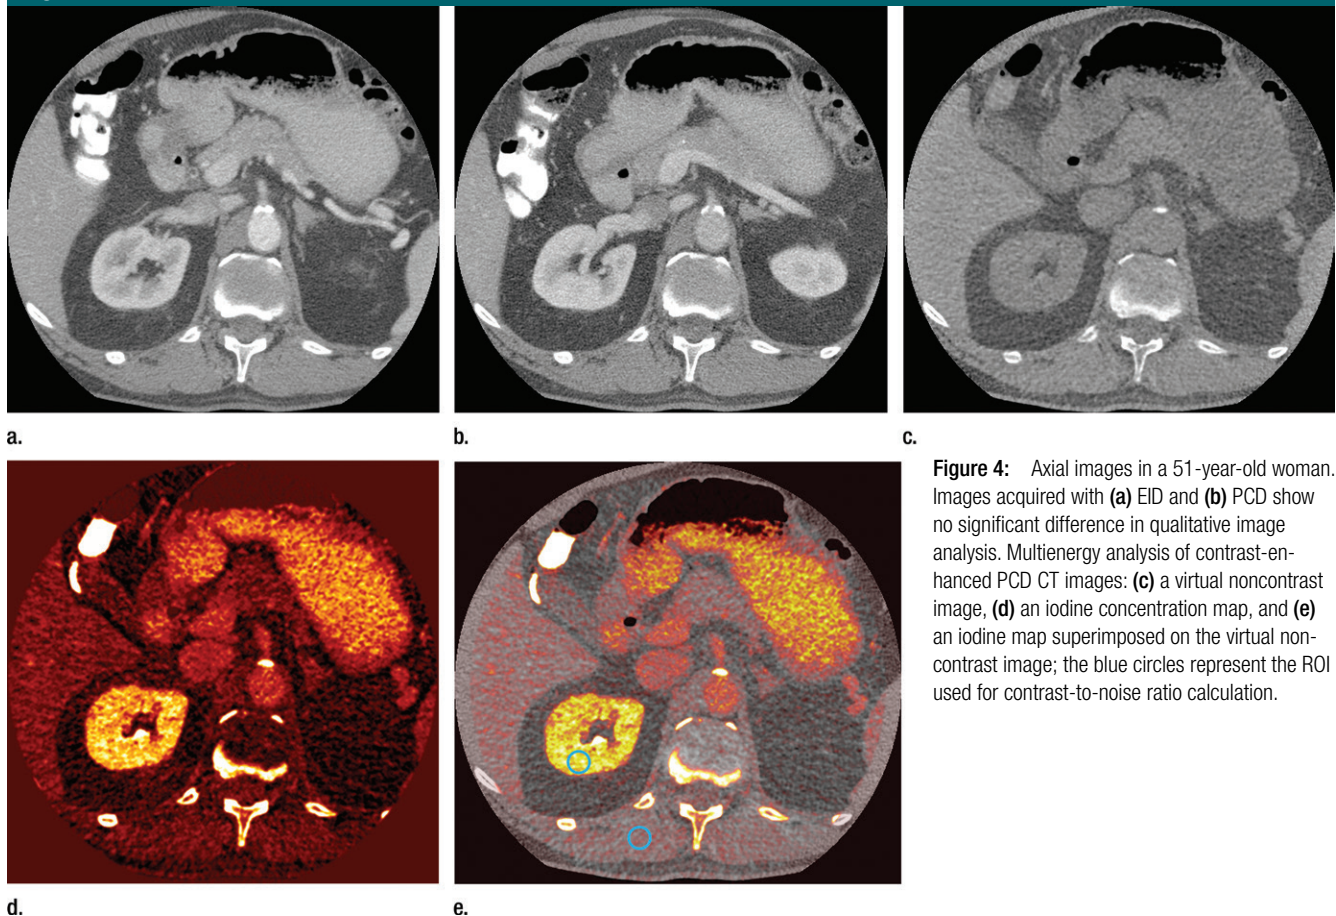 a.
b.
c.
Figure 4: Axial images in a 51-year-old woman.
Images acquired with (a) EID and (b) PCD show
no significant difference in qualitative image
analysis. Multienergy analysis of contrast-en-
hanced PCD CT images: (c) a virtual noncontrast
image, (d) an iodine concentration map, and (e)
an iodine map superimposed on the virtual non-
contrast image; the blue circles represent the ROI
used for contrast-to-noise ratio calculation.
d.
e.